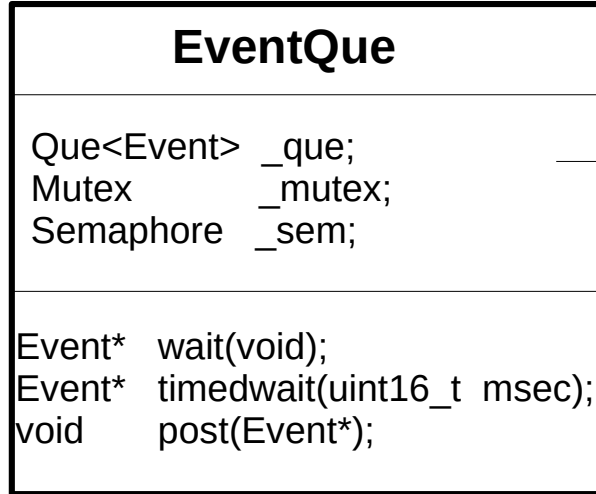 EventQue
Que<Event> _que;
Mutex _mutex;
Semaphore _sem;
Event* wait(void);
Event* timedwait(uint16_t msec);
void post(Event*);